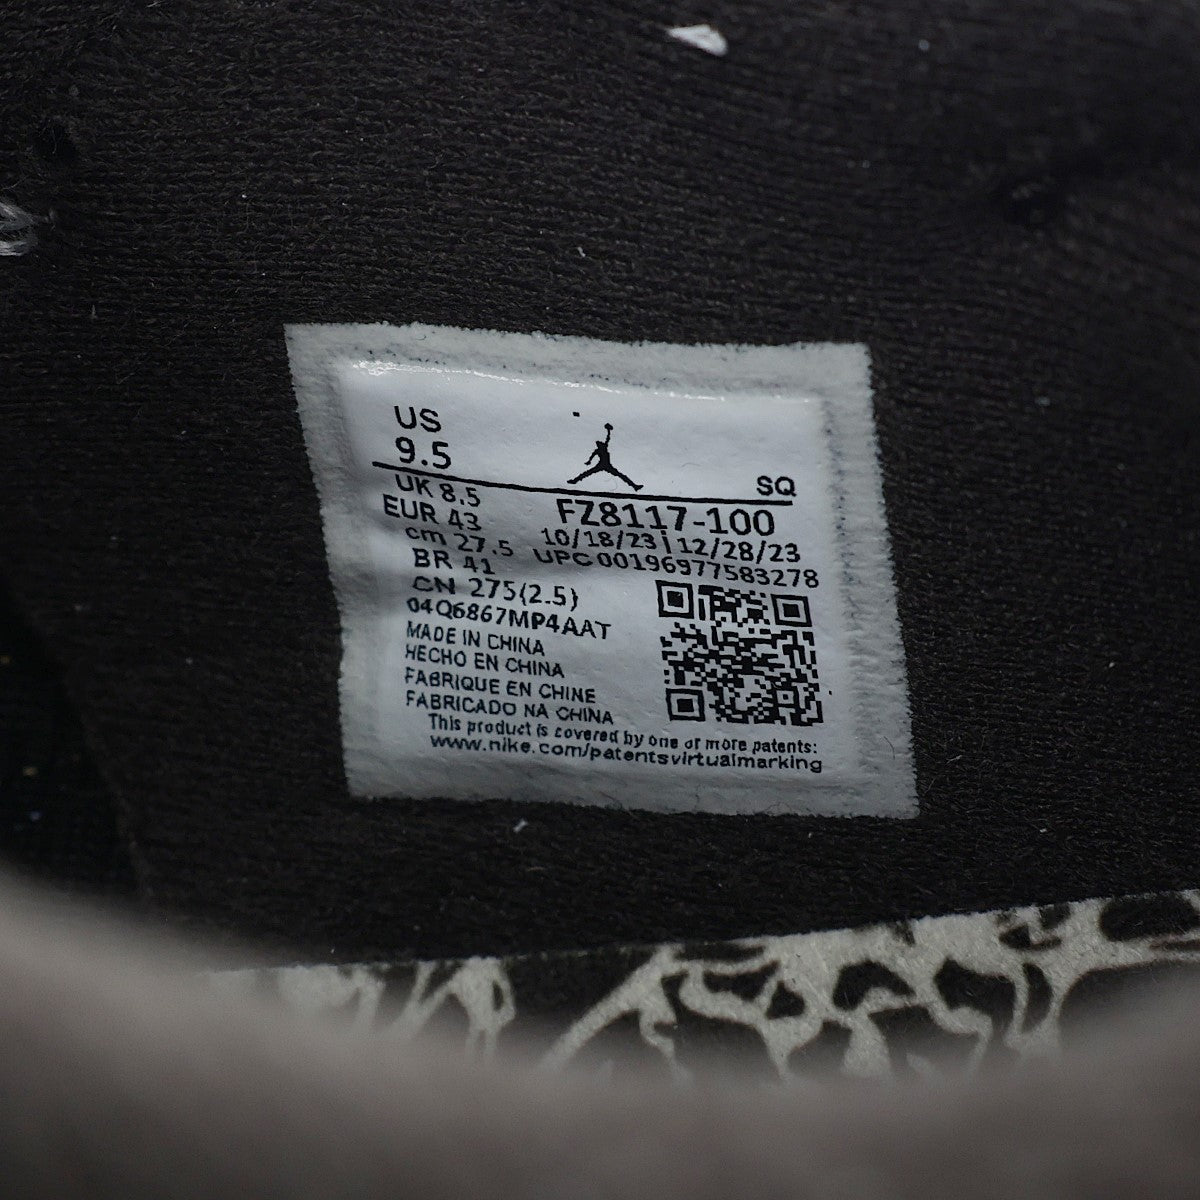 US
9.5
SQ
UK 8.5
FZ8117-100
EUR 43
10/18/23 | 12/28/23
cm 27.5
UPC 00196977583278
BR 41
CN 275(2.5)
04Q6867MP4AAT
MADE IN CHINA
HECHO EN CHINA
FABRIQUE EN CHINE
FABRICADO NA CHINA
This product is covered by one or more patents:
www.nike.com/patentsvirtualmarking